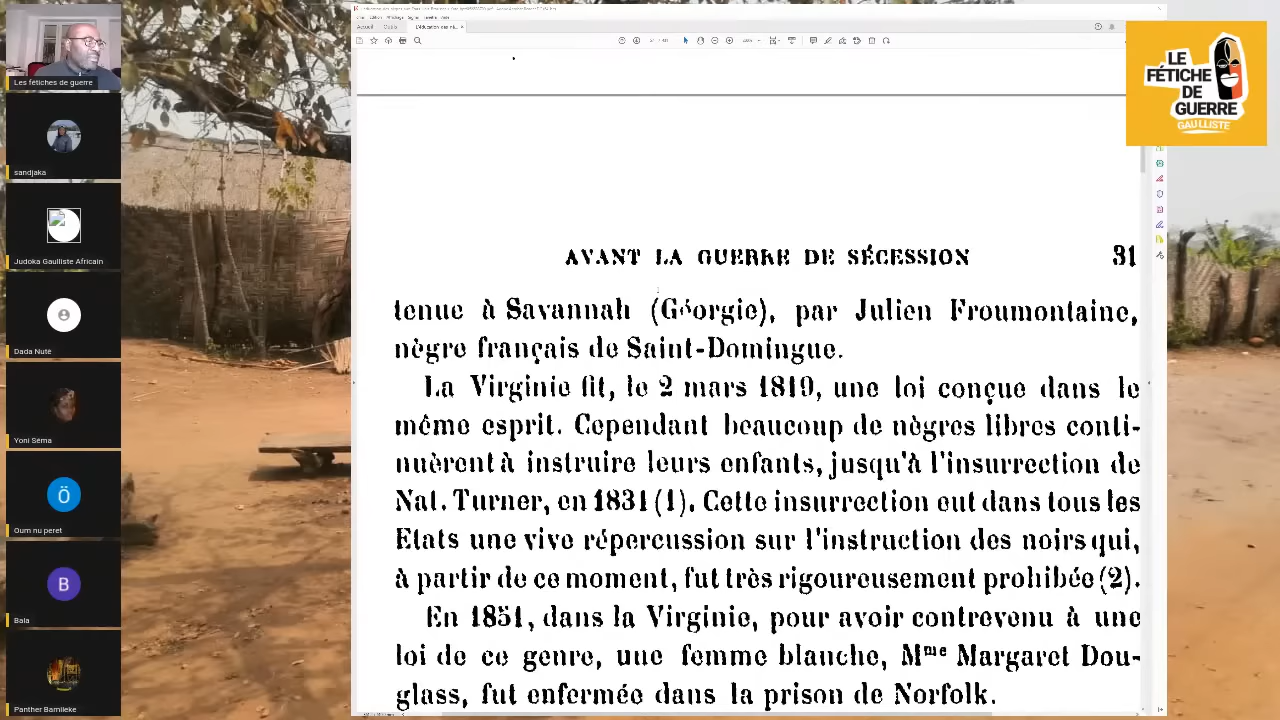 Les fétiches de guerre
sandjaka
Judoka Gaulliste Africain
Dada Nuté
Yoni Séma
Ö
Oum nu peret
B
Bala
Panther Bamileke
Accueil
Outils
LE
FÉTICHE
DE
GUERRE
GAULLISTE
AVANT LA GUERRE DE SÉCESSION 31
tenue à Savannah (Géorgie), par Julien Froumontaine,
nègre français de Saint-Domingue.
La Virginie fit, le 2 mars 1819, une loi conçue dans le
même esprit. Cependant beaucoup de nègres libres conti-
nuèrent à instruire leurs enfants, jusqu'à l'insurrection de
Nat. Turner, en 1831 (1). Cette insurrection eut dans tous les
Etats une vive répercussion sur l'instruction des noirs qui,
à partir de ce moment, fut très rigoureusement prohibée (2).
En 1851, dans la Virginie, pour avoir contrevenu à une
loi de ce genre, une femme blanche, Mme Margaret Dou-
glass, fut enfermée dans la prison de Norfolk.